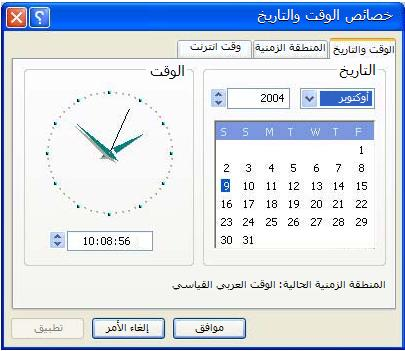 خصائص الوقت والتاريخ
الوقت والتاريخ المنطقة الزمنية وقت انترنت
التاريخ
أوكتوبر 2004
S S M T W T F
1
2 3 4 5 6 7 8
9 10 11 12 13 14 15
16 17 18 19 20 21 22
23 24 25 26 27 28 29
30 31
الوقت
10:08:56
المنطقة الزمنية الحالية: الوقت العربي القياسي
موافق إلغاء الأمر تطبيق